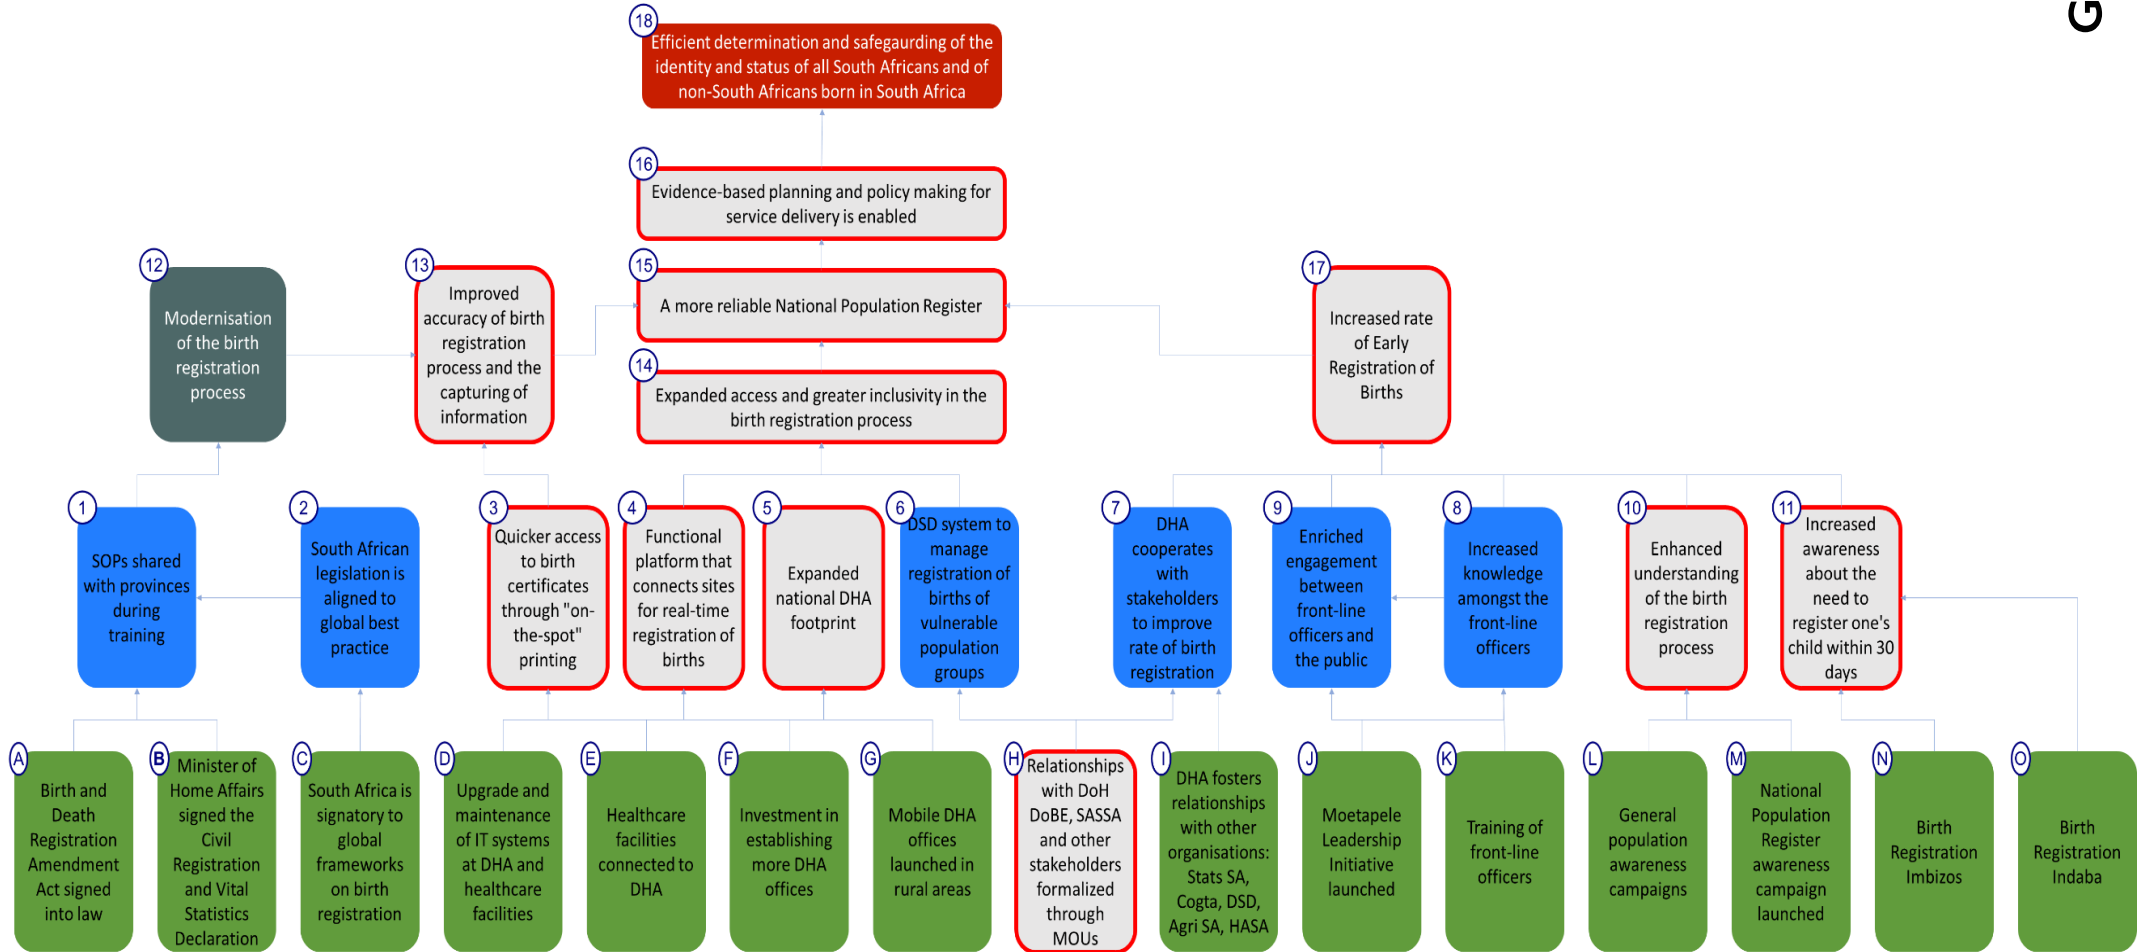 G
18
Efficient determination and safegaurding of the
identity and status of all South Africans and of
non-South Africans born in South Africa
16
Evidence-based planning and policy making for
service delivery is enabled
12
Modernisation
of the birth
registration
process
13
Improved
accuracy of birth
registration
process and the
capturing of
information
15
A more reliable National Population Register
14
Expanded access and greater inclusivity in the
birth registration process
17
Increased rate
of Early
Registration of
Births
1
SOPs shared
with provinces
during
training
2
South African
legislation is
aligned to
global best
practice
3
Quicker access
to birth
certificates
through "on-
the-spot"
printing
4
Functional
platform that
connects sites
for real-time
registration of
births
5
Expanded
national DHA
footprint
6
DSD system to
manage
registration of
births of
vulnerable
population
groups
7
DHA
cooperates
with
stakeholders
to improve
rate of birth
registration
9
Enriched
engagement
between
front-line
officers and
the public
8
Increased
knowledge
amongst the
front-line
officers
10
Enhanced
understanding
of the birth
registration
process
11
Increased
awareness
about the
need to
register one's
child within 30
days
A
Birth and
Death
Registration
Amendment
Act signed
into law
B
Minister of
Home Affairs
signed the
Civil
Registration
and Vital
Statistics
Declaration
C
South Africa is
signatory to
global
frameworks
on birth
registration
D
Upgrade and
maintenance
of IT systems
at DHA and
healthcare
facilities
E
Healthcare
facilities
connected to
DHA
F
Investment in
establishing
more DHA
offices
G
Mobile DHA
offices
launched in
rural areas
H
Relationships
with DoH
DoBE, SASSA
and other
stakeholders
formalized
through
MOUs
I
DHA fosters
relationships
with other
organisations:
Stats SA,
Cogta, DSD,
Agri SA, HASA
J
Moetapele
Leadership
Initiative
launched
K
Training of
front-line
officers
L
General
population
awareness
campaigns
M
National
Population
Register
awareness
campaign
launched
N
Birth
Registration
Imbizos
O
Birth
Registration
Indaba